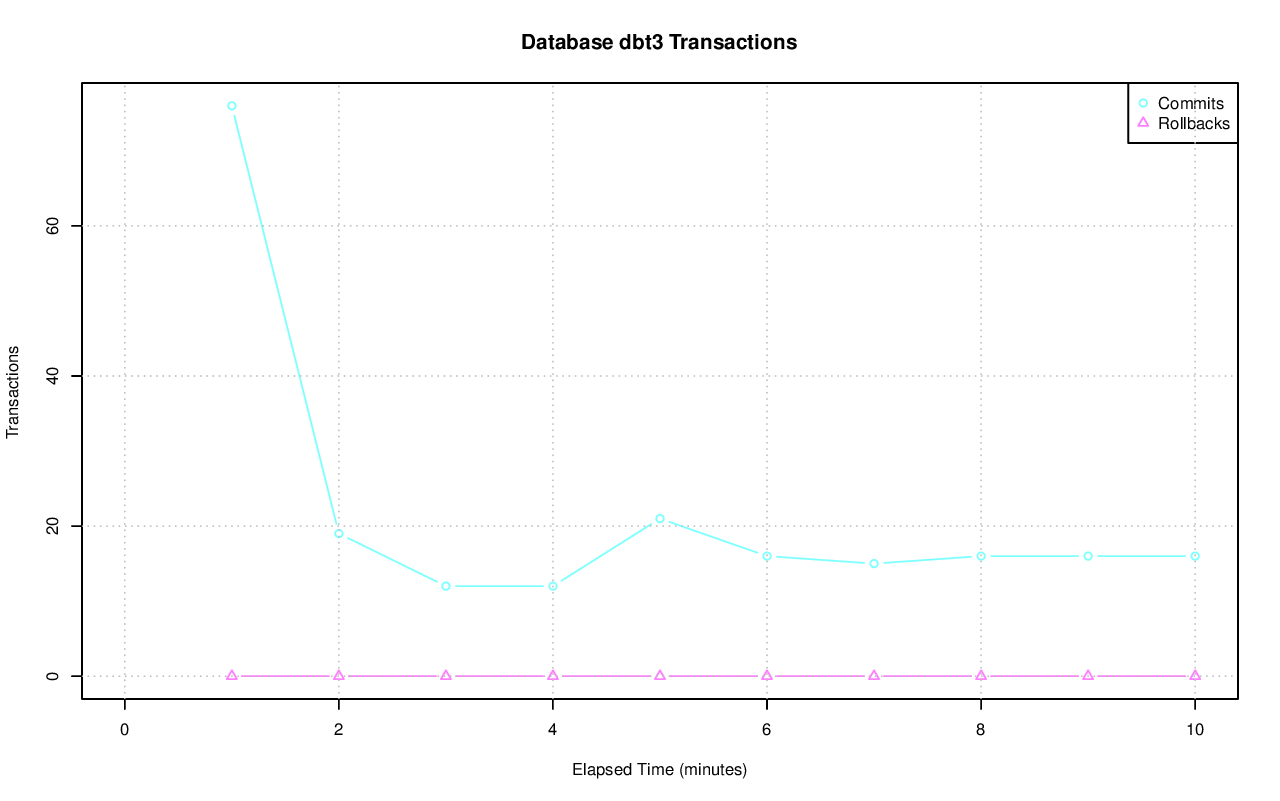 Database dbt3 Transactions
Commits
Rollbacks
Transactions
60
40
20
0
0 2 4 6 8 10
Elapsed Time (minutes)